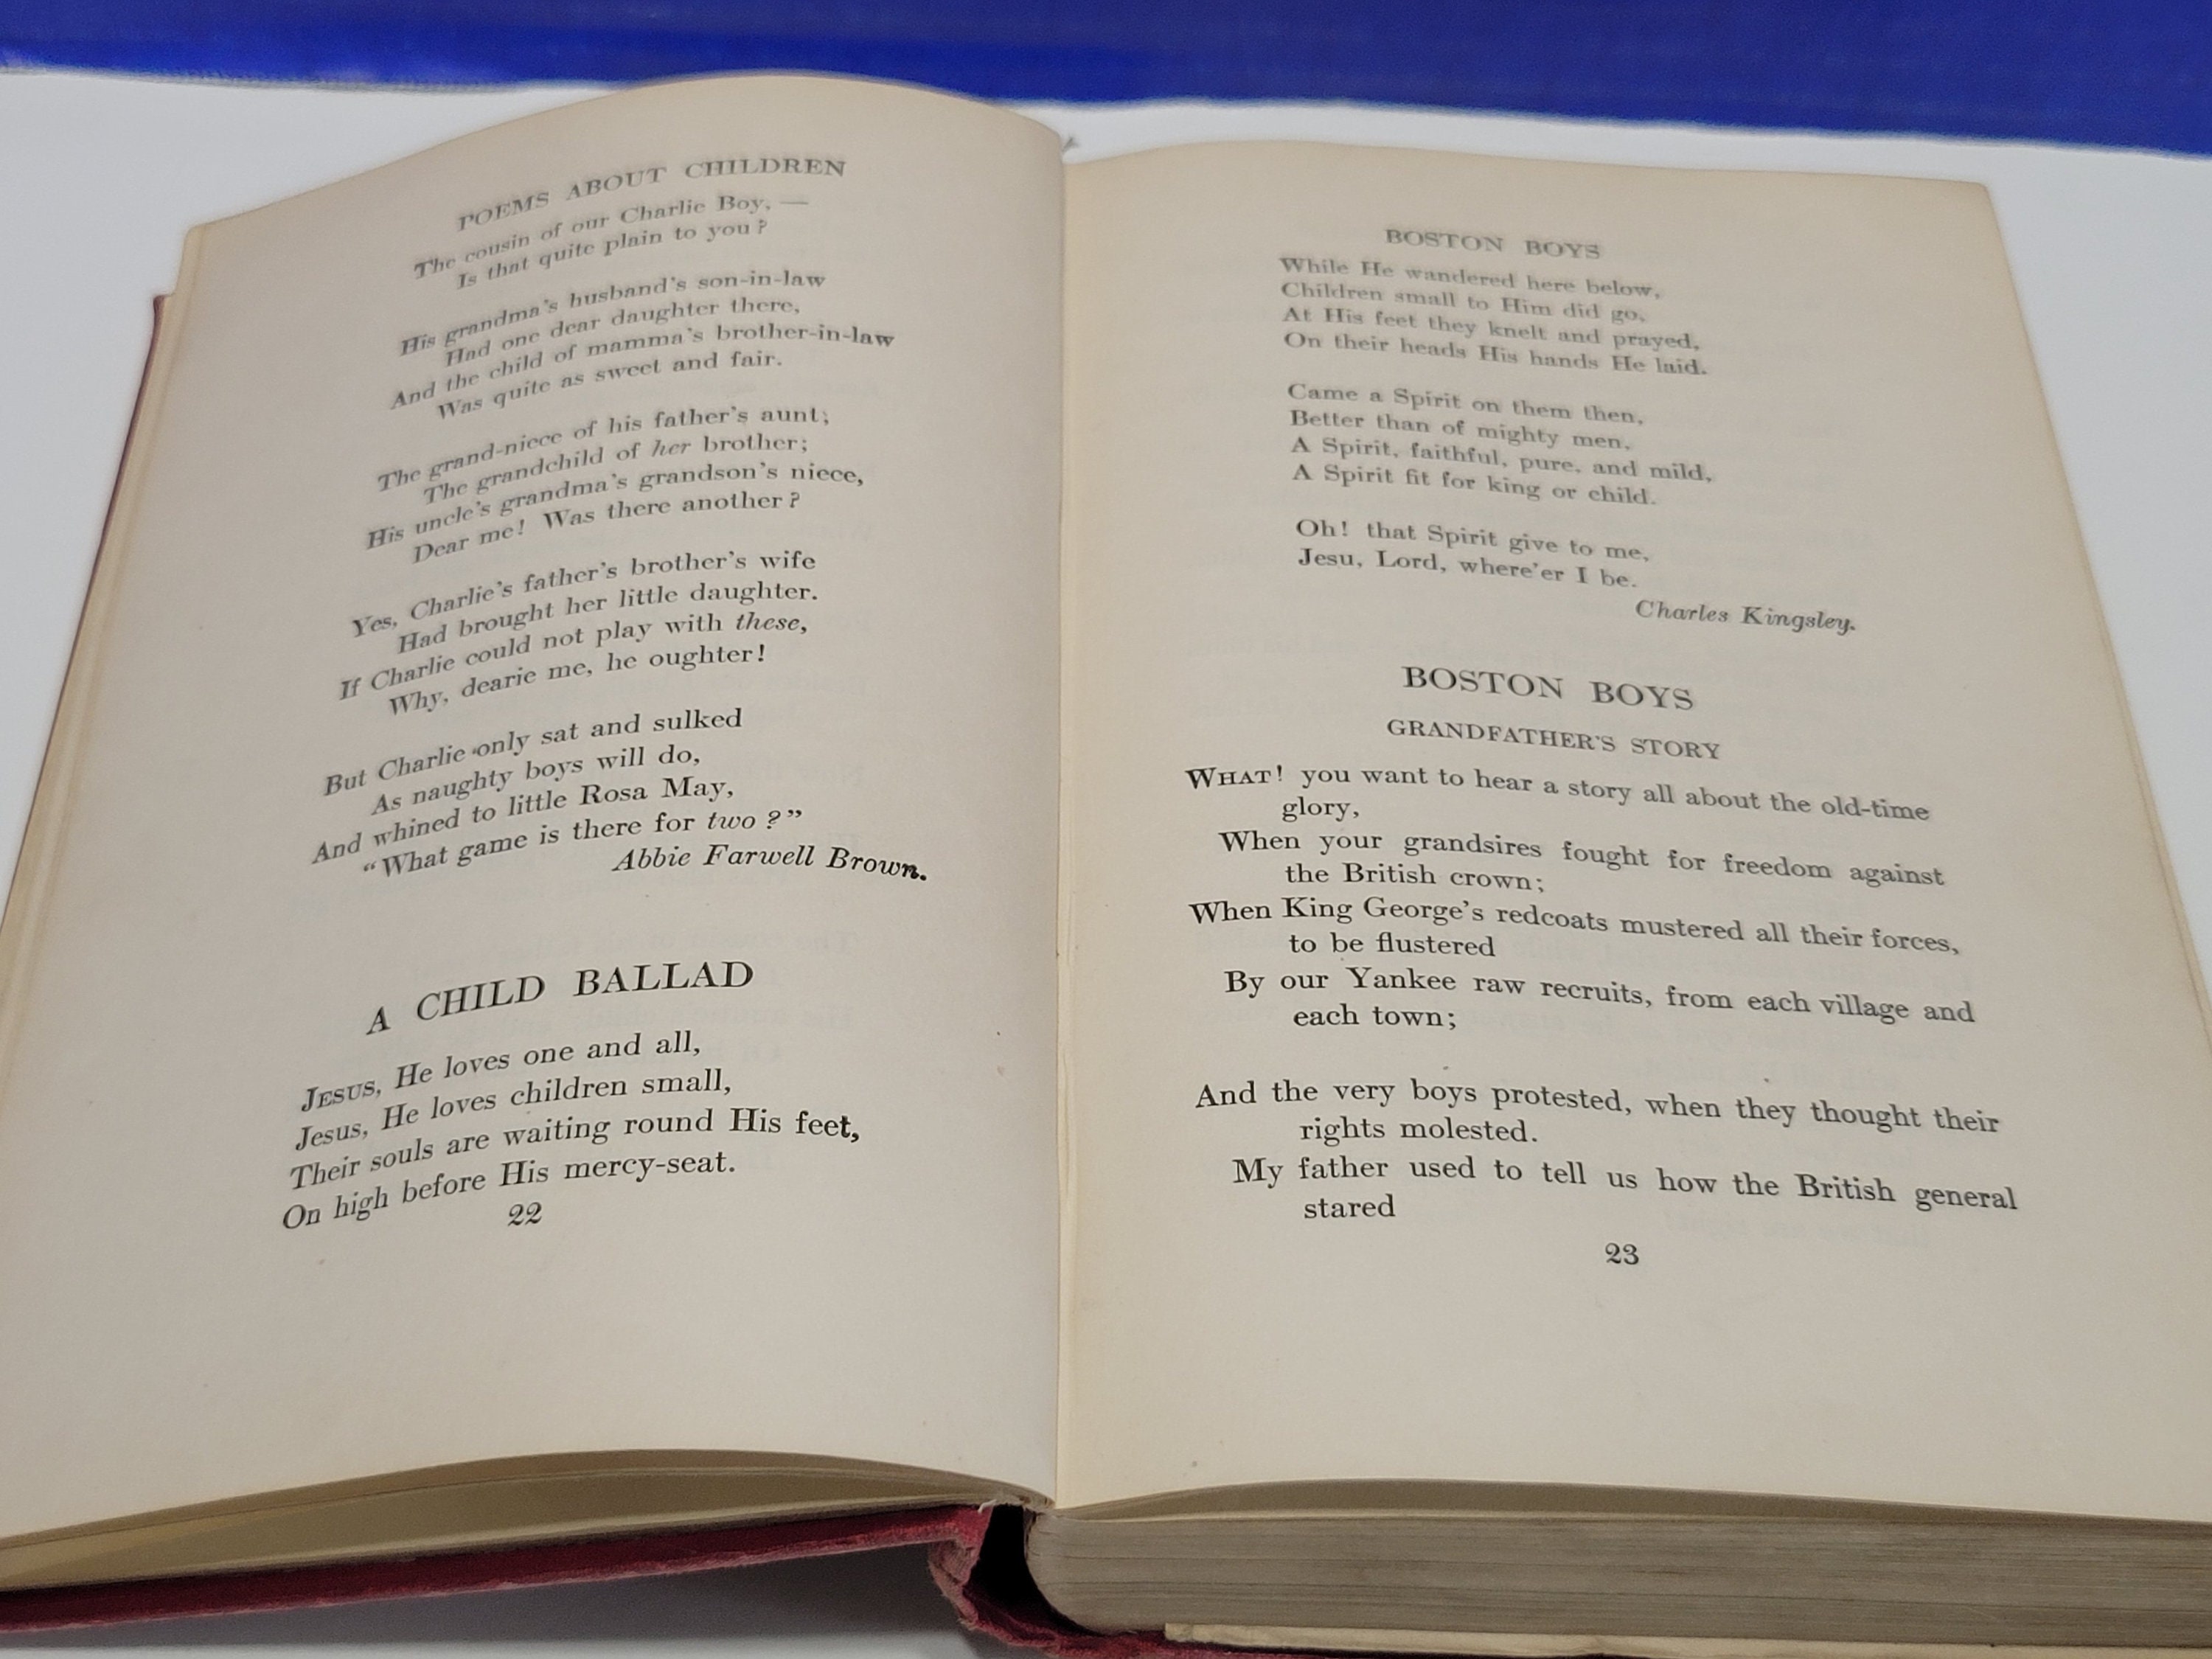 POEMS ABOUT CHILDREN
The cousin of our Charlie Boy, —
Is that quite plain to you?
His grandma's husband's son-in-law
Had one dear daughter there,
And the child of mamma's brother-in-law
Was quite as sweet and fair.
The grand-niece of his father's aunt;
The grandchild of her brother;
His uncle's grandma's grandson's niece,
Dear me! Was there another?
Yes, Charlie's father's brother's wife
Had brought her little daughter.
If Charlie could not play with these,
Why, dearie me, he oughter!
But Charlie only sat and sulked
As naughty boys will do,
And whined to little Rosa May,
“What game is there for two?”
Abbie Farwell Brown.
A CHILD BALLAD
JESUS, He loves one and all,
Jesus, He loves children small,
Their souls are waiting round His feet,
On high before His mercy-seat.
22
BOSTON BOYS
While He wandered here below,
Children small to Him did go,
At His feet they knelt and prayed,
On their heads His hands He laid.
Came a Spirit on them then,
Better than of mighty men,
A Spirit, faithful, pure, and mild,
A Spirit fit for king or child.
Oh! that Spirit give to me,
Jesu, Lord, where'er I be.
Charles Kingsley.
BOSTON BOYS
GRANDFATHER'S STORY
WHAT! you want to hear a story all about the old-time
glory,
When your grandsires fought for freedom against
the British crown;
When King George's redcoats mustered all their forces,
to be flustered
By our Yankee raw recruits, from each village and
each town;
And the very boys protested, when they thought their
rights molested.
My father used to tell us how the British general
stared
23